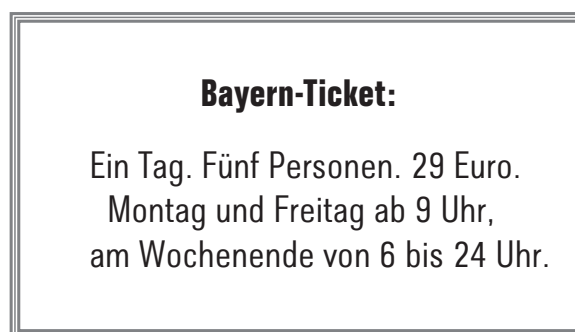 Bayern-Ticket:
Ein Tag. Fünf Personen. 29 Euro.
Montag und Freitag ab 9 Uhr,
am Wochenende von 6 bis 24 Uhr.